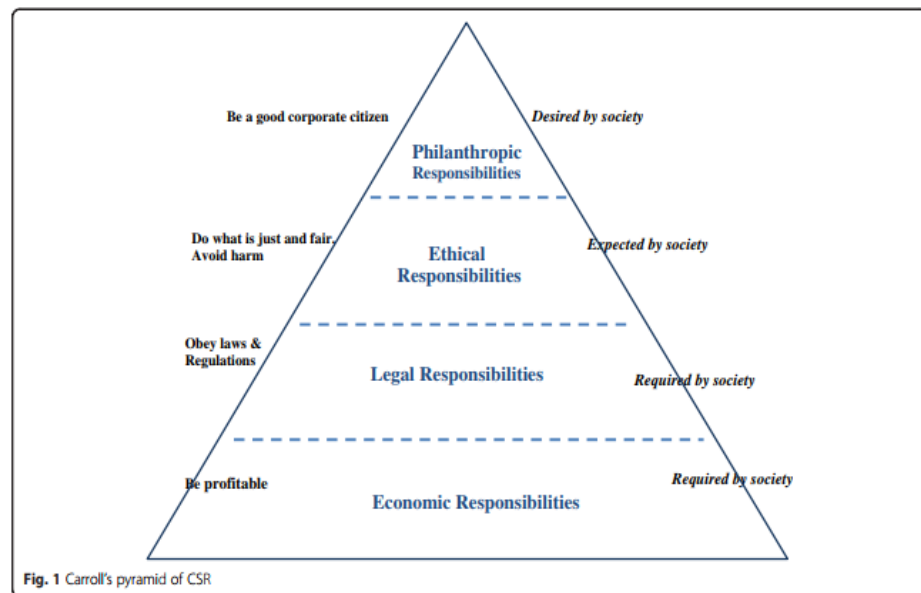 Be a good corporate citizen
Desired by society
Philanthropic
Responsibilities
Do what is just and fair,
Avoid harm
Expected by society
Ethical
Responsibilities
Obey laws &
Regulations
Legal Responsibilities
Required by society
Be profitable
Required by society
Economic Responsibilities
Fig. 1 Carroll's pyramid of CSR